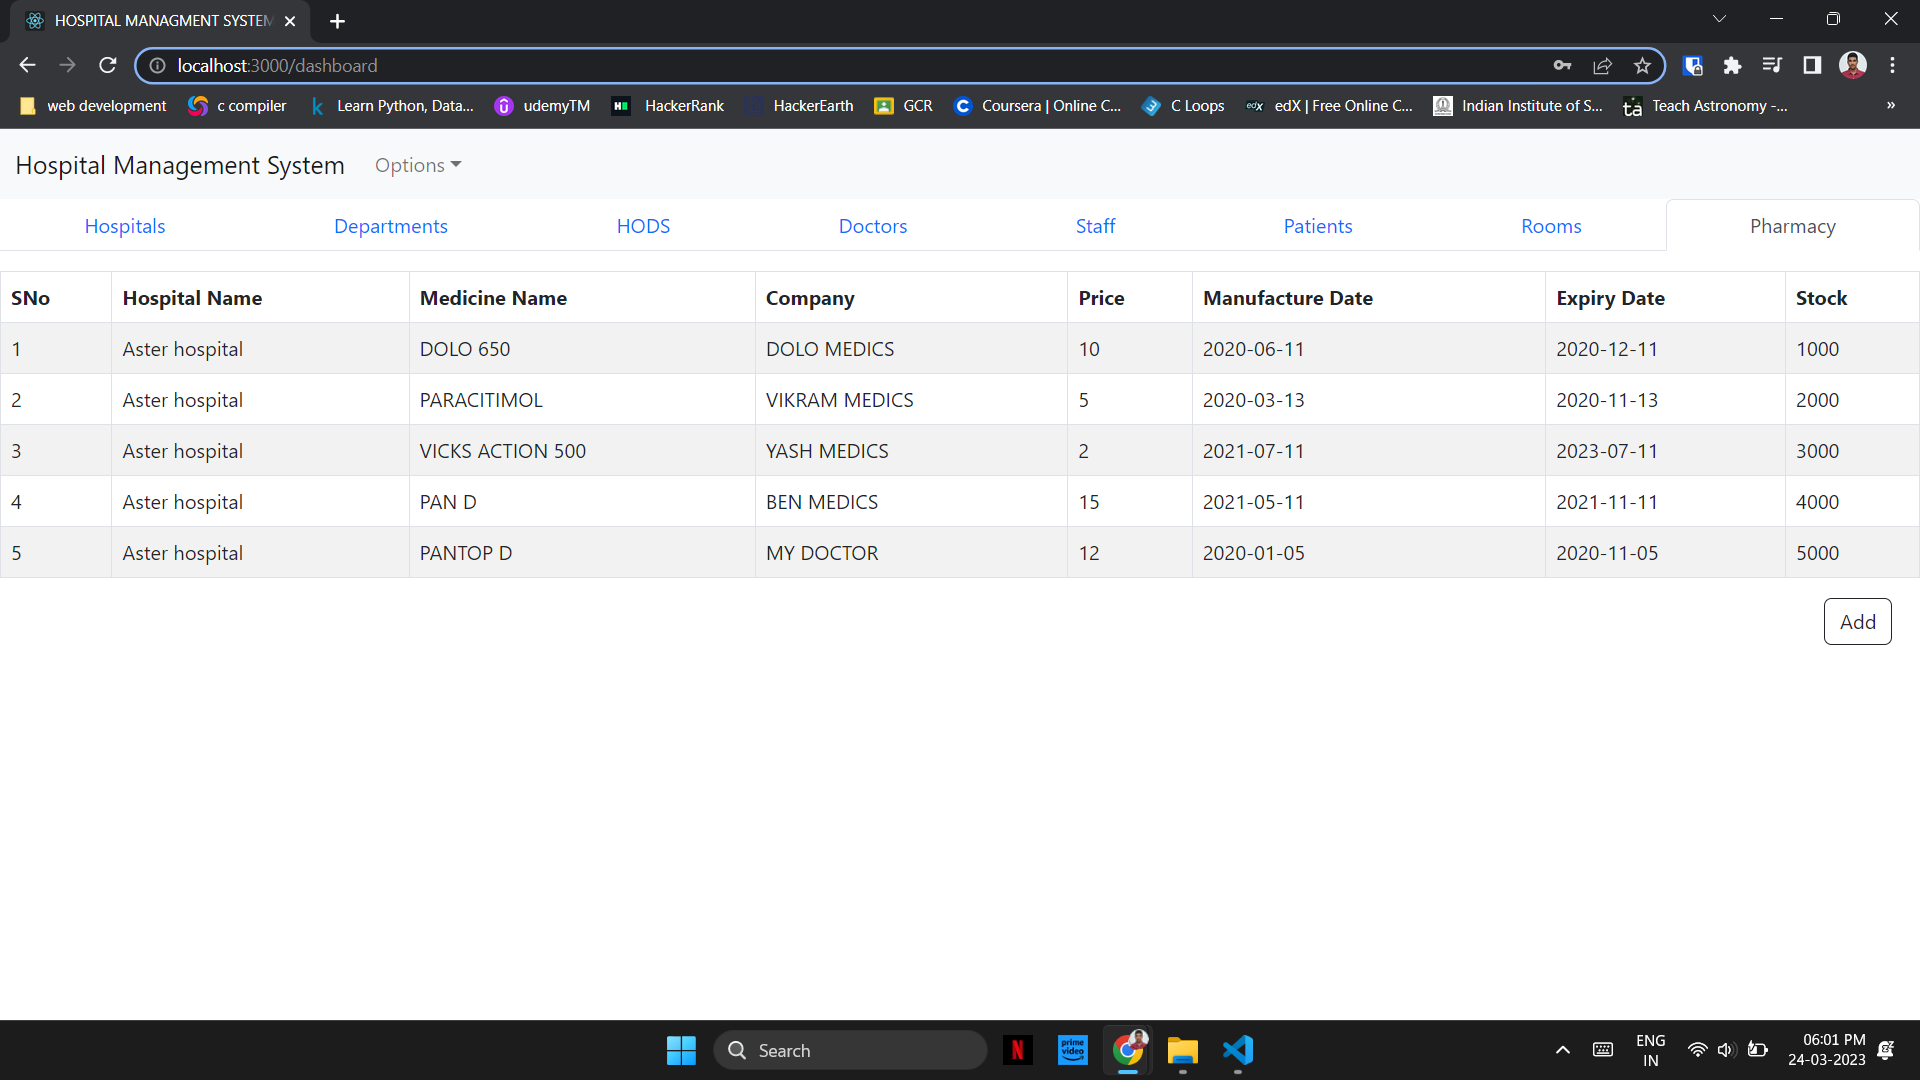 HOSPITAL MANAGMENT SYSTEM
localhost:3000/dashboard
web development c compiler Learn Python, Data... udemyTM HackerRank HackerEarth GCR Coursera | Online C... C Loops edX | Free Online C... Indian Institute of S... Teach Astronomy -... »
Hospital Management System Options
Hospitals Departments HODS Doctors Staff Patients Rooms Pharmacy
SNo Hospital Name Medicine Name Company Price Manufacture Date Expiry Date Stock
1 Aster hospital DOLO 650 DOLO MEDICS 10 2020-06-11 2020-12-11 1000
2 Aster hospital PARACITIMOL VIKRAM MEDICS 5 2020-03-13 2020-11-13 2000
3 Aster hospital VICKS ACTION 500 YASH MEDICS 2 2021-07-11 2023-07-11 3000
4 Aster hospital PAN D BEN MEDICS 15 2021-05-11 2021-11-11 4000
5 Aster hospital PANTOP D MY DOCTOR 12 2020-01-05 2020-11-05 5000
Add
Search N prime video ENG IN 06:01 PM
24-03-2023